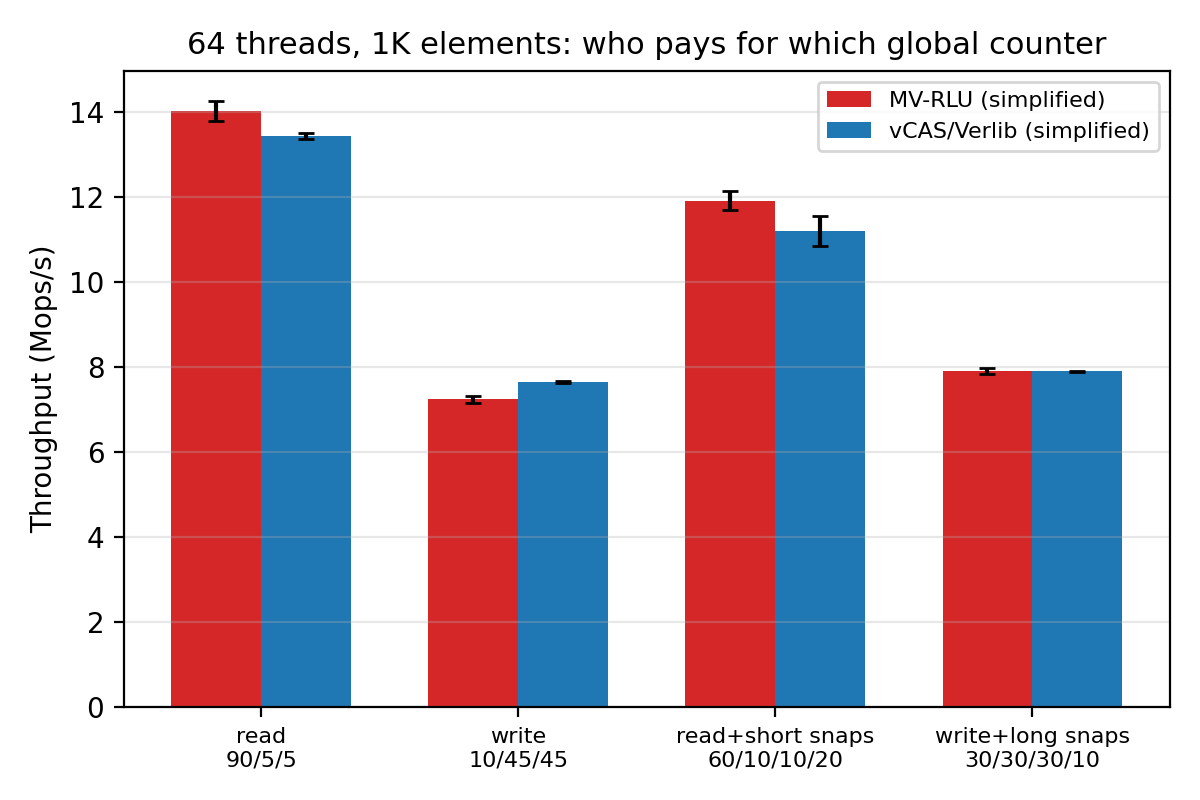 64 threads, 1K elements: who pays for which global counter
MV-RLU (simplified)
vCAS/Verlib (simplified)
Throughput (Mops/s)
14
12
10
8
6
4
2
0
read
90/5/5
write
10/45/45
read+short snaps
60/10/10/20
write+long snaps
30/30/30/10